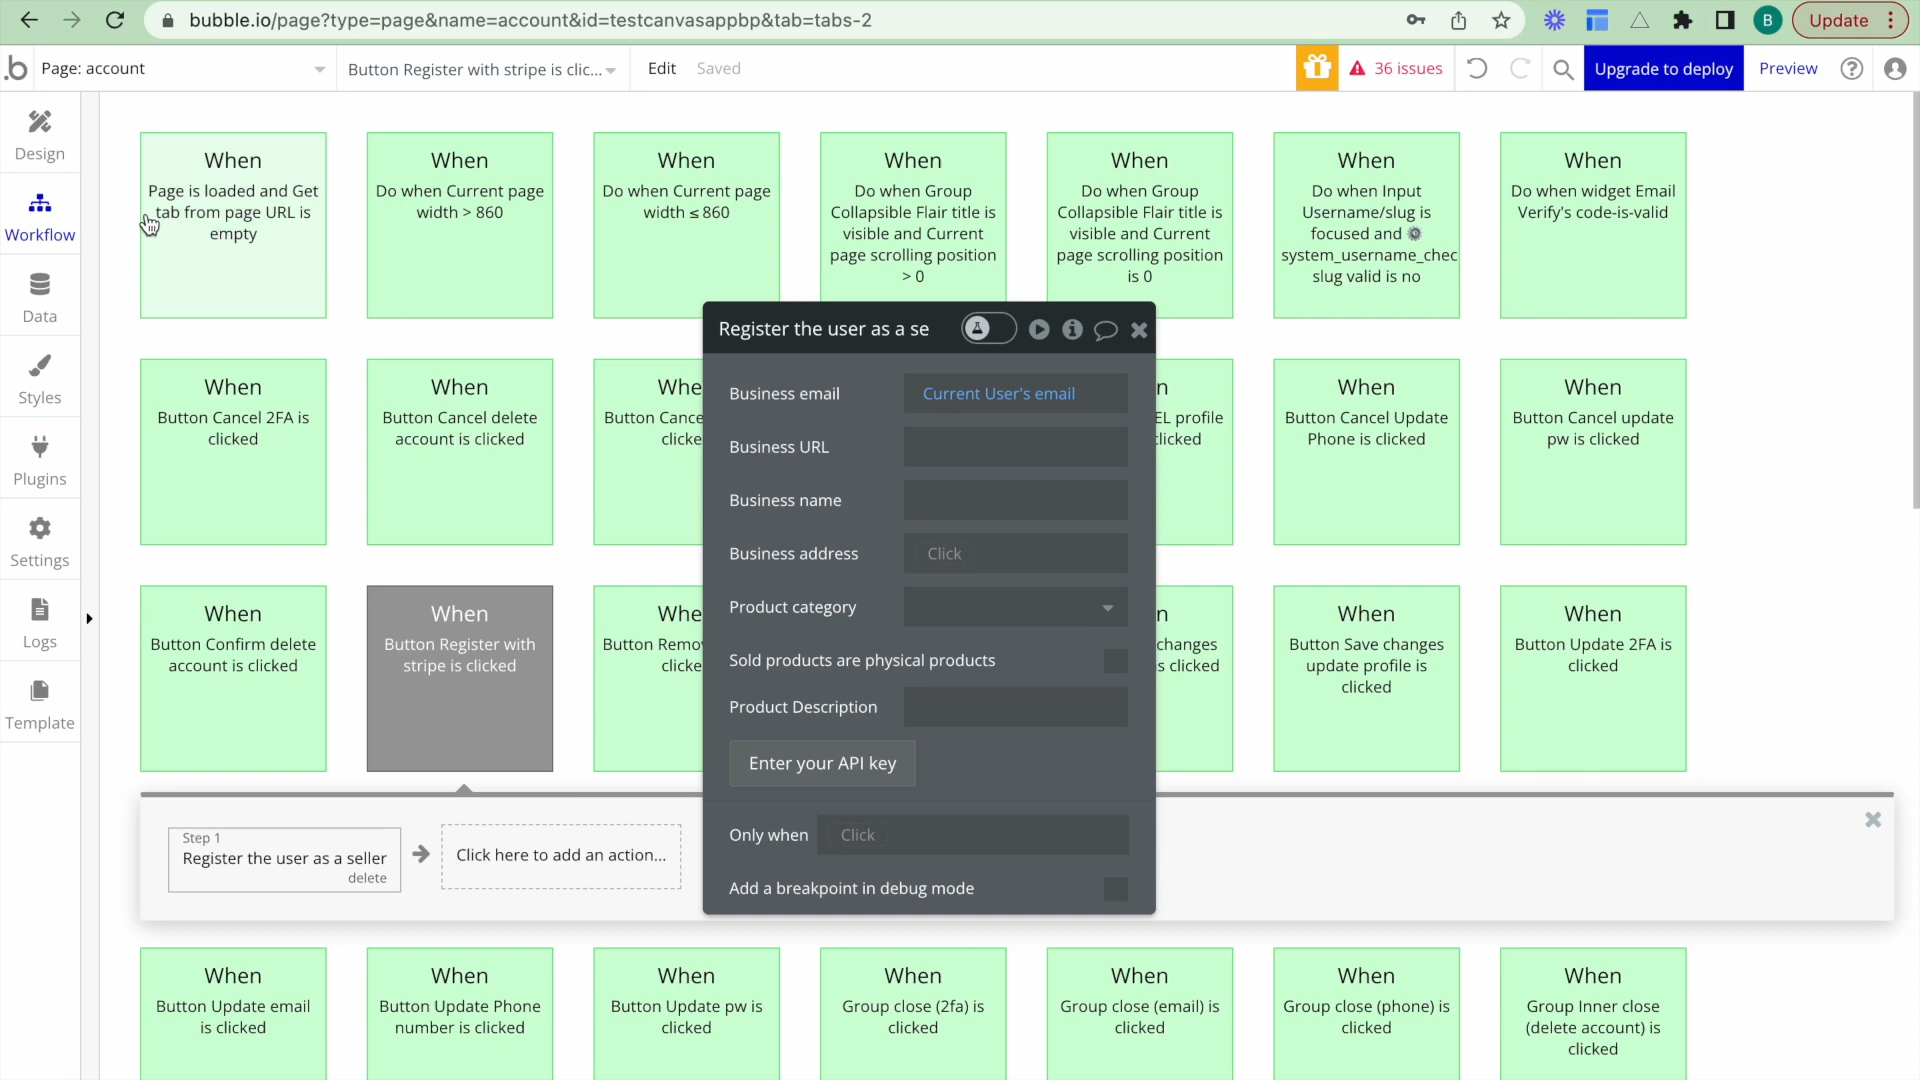 bubble.io/page?type=page&name=account&id=testcanvasappbp&tab=tabs-2
B
Update
b
Page: account
Button Register with stripe is clic...
Edit
Saved
36 issues
Upgrade to deploy
Preview
Design
Workflow
Data
Styles
Plugins
Settings
Logs
Template
When
Page is loaded and Get
tab from page URL is
empty
When
Do when Current page
width > 860
When
Do when Current page
width ≤ 860
When
Do when Group
Collapsible Flair title is
visible and Current
page scrolling position
> 0
When
Do when Group
Collapsible Flair title is
visible and Current
page scrolling position
is 0
When
Do when Input
Username/slug is
focused and
system_username_chec
slug valid is no
When
Do when widget Email
Verify's code-is-valid
When
Button Cancel 2FA is
clicked
When
Button Cancel delete
account is clicked
Whe
Button Cance
clicke
n
EL profile
clicked
When
Button Cancel Update
Phone is clicked
When
Button Cancel update
pw is clicked
When
Button Confirm delete
account is clicked
When
Button Register with
stripe is clicked
Whe
Button Remo
clicke
n
changes
s clicked
When
Button Save changes
update profile is
clicked
When
Button Update 2FA is
clicked
Register the user as a se
Business email
Current User's email
Business URL
Business name
Business address
Click
Product category
Sold products are physical products
Product Description
Enter your API key
Only when
Click
Add a breakpoint in debug mode
Step 1
Register the user as a seller
delete
Click here to add an action...
When
Button Update email
is clicked
When
Button Update Phone
number is clicked
When
Button Update pw is
clicked
When
Group close (2fa) is
clicked
When
Group close (email) is
clicked
When
Group close (phone) is
clicked
When
Group Inner close
(delete account) is
clicked